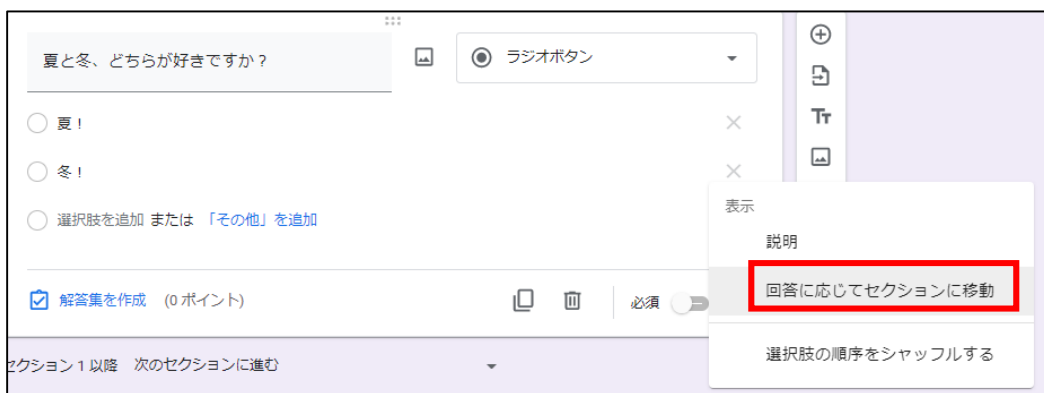 夏と冬、どちらが好きですか？
ラジオボタン
夏！
冬！
選択肢を追加 または 「その他」を追加
解答集を作成 (0 ポイント)
必須
セクション 1 以降 次のセクションに進む
Tт
表示
説明
回答に応じてセクションに移動
選択肢の順序をシャッフルする